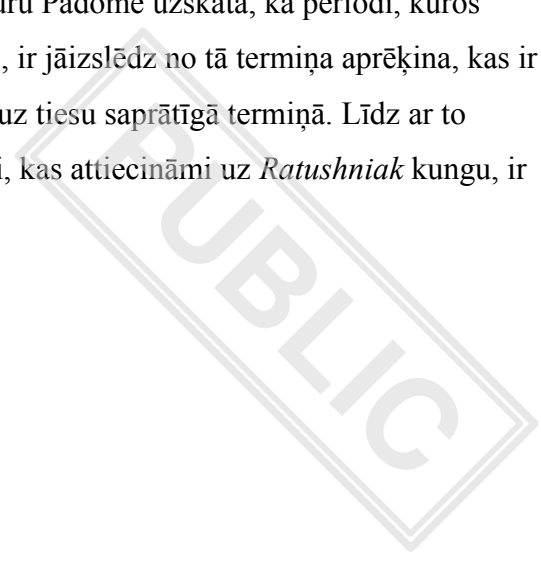 uru Padome uzskata, ka periodi, kuros
, ir jāizslēdz no tā termiņa aprēķina, kas ir
uz tiesu saprātīgā termiņā. Līdz ar to
i, kas attiecināmi uz Ratushniak kungu, ir
PUBLIC